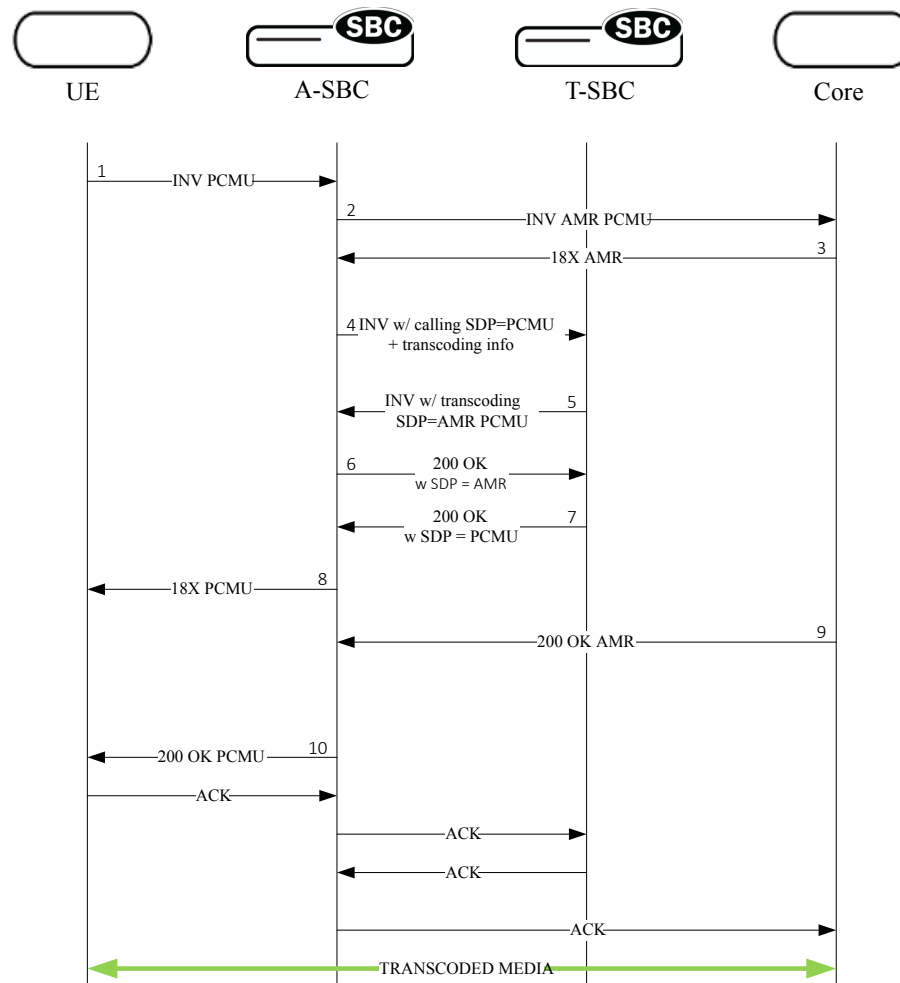 SBC
SBC
UE
A-SBC
T-SBC
Core
1
INV PCMU
2
INV AMR PCMU
18X AMR
3
4
INV w/ calling SDP=PCMU
+ transcoding info
INV w/ transcoding
SDP=AMR PCMU
5
6
200 OK
w SDP = AMR
200 OK
w SDP = PCMU
7
18X PCMU
8
200 OK AMR
9
200 OK PCMU
10
ACK
ACK
ACK
ACK
TRANSCODED MEDIA